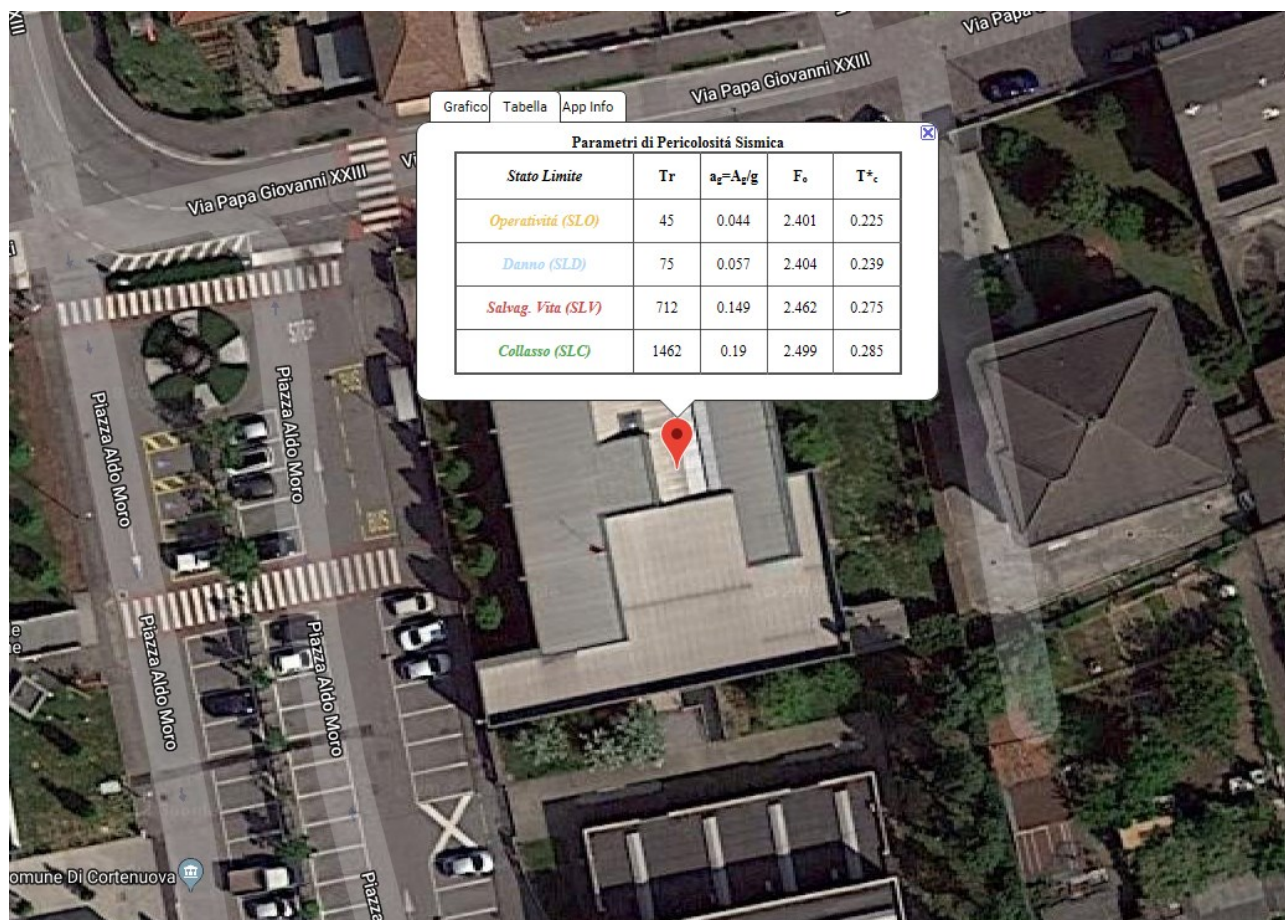 XXIII
Via Papa Giovanni XXIII
Via Papa
Grafico Tabella App Info
Parametri di Pericolositá Sismica
Stato Limite Tr ag=Ag/g Fo T*c
Operativitá (SLO) 45 0.044 2.401 0.225
Danno (SLD) 75 0.057 2.404 0.239
Salvag. Vita (SLV) 712 0.149 2.462 0.275
Collasso (SLC) 1462 0.19 2.499 0.285
Via Papa Giovanni XXIII
STOP
BUS
BUS
Piazza Aldo Moro
Piazza Aldo Moro
Piazza Aldo Moro
Piazza Aldo Moro
Piazza
omune Di Cortenuova